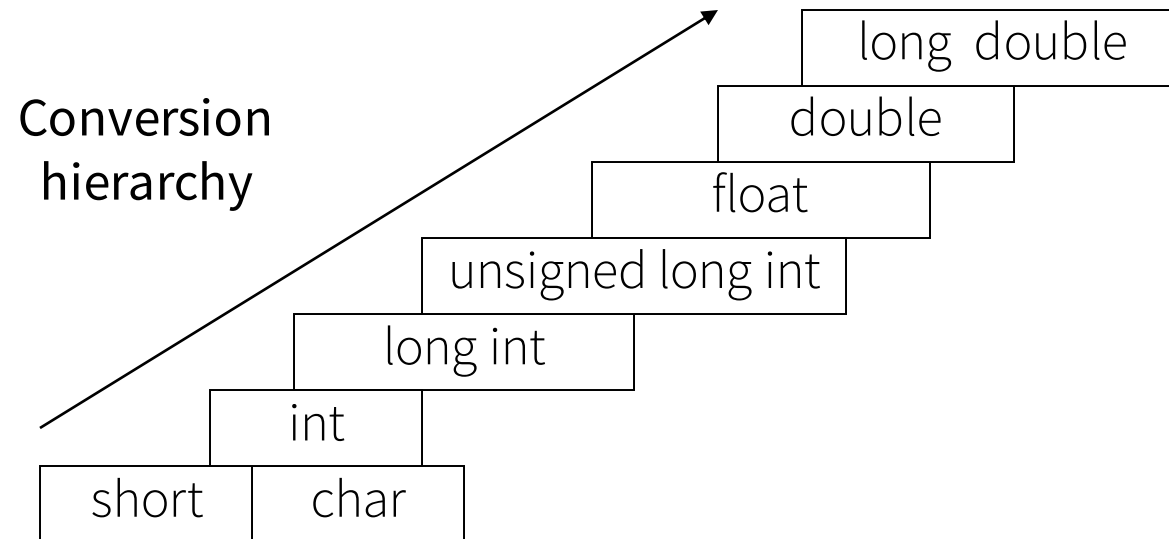 long double
double
Conversion
hierarchy
float
unsigned long int
long int
int
short
char